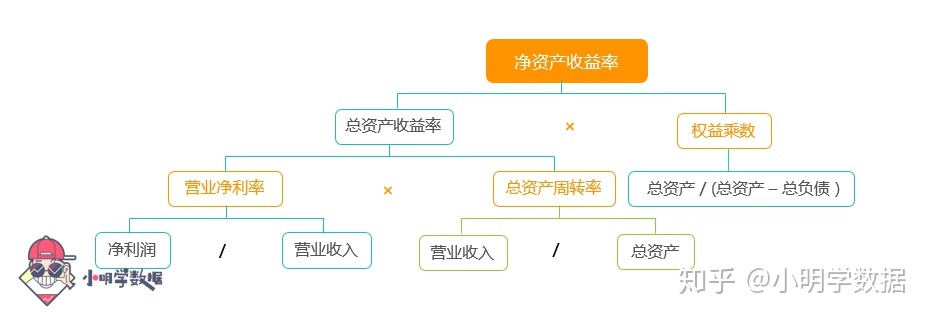 净资产收益率
总资产收益率 × 权益乘数
营业净利率 × 总资产周转率 总资产 / (总资产 – 总负债 )
净利润 / 营业收入 营业收入 / 总资产
小明学数据
知乎 @小明学数据